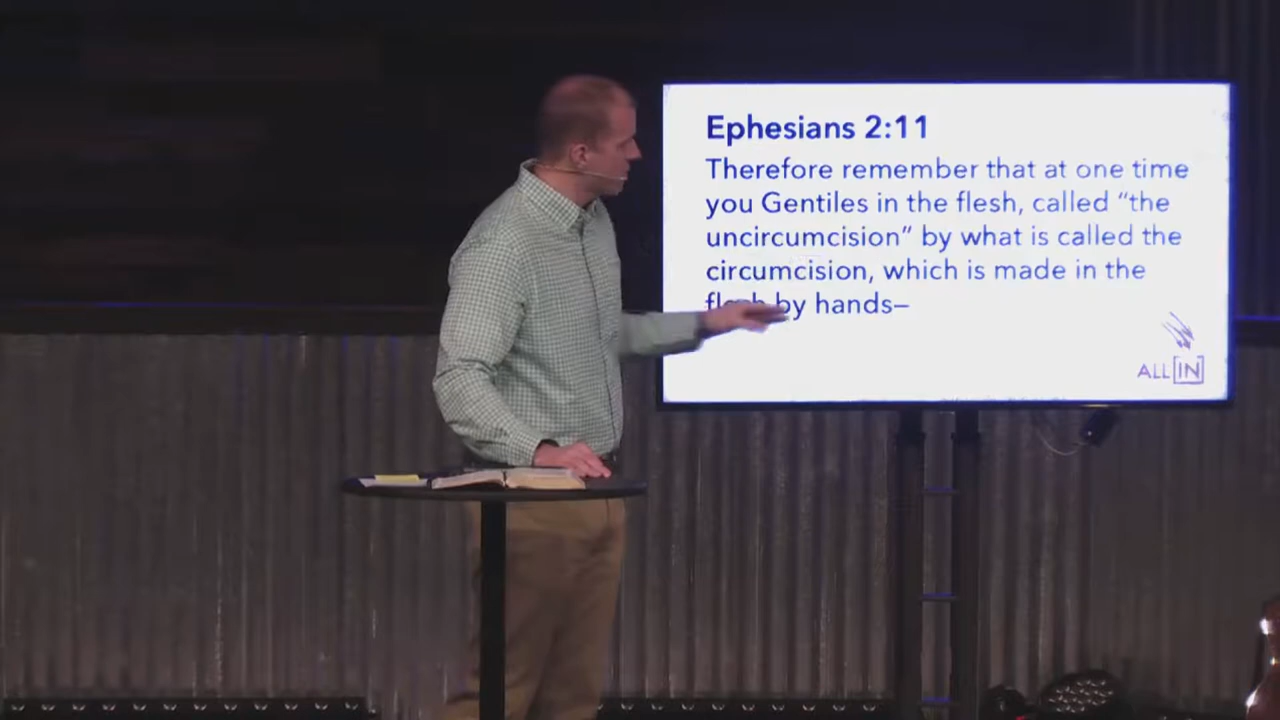 Ephesians 2:11
Therefore remember that at one time
you Gentiles in the flesh, called “the
uncircumcision” by what is called the
circumcision, which is made in the
flesh by hands—
ALL[IN]